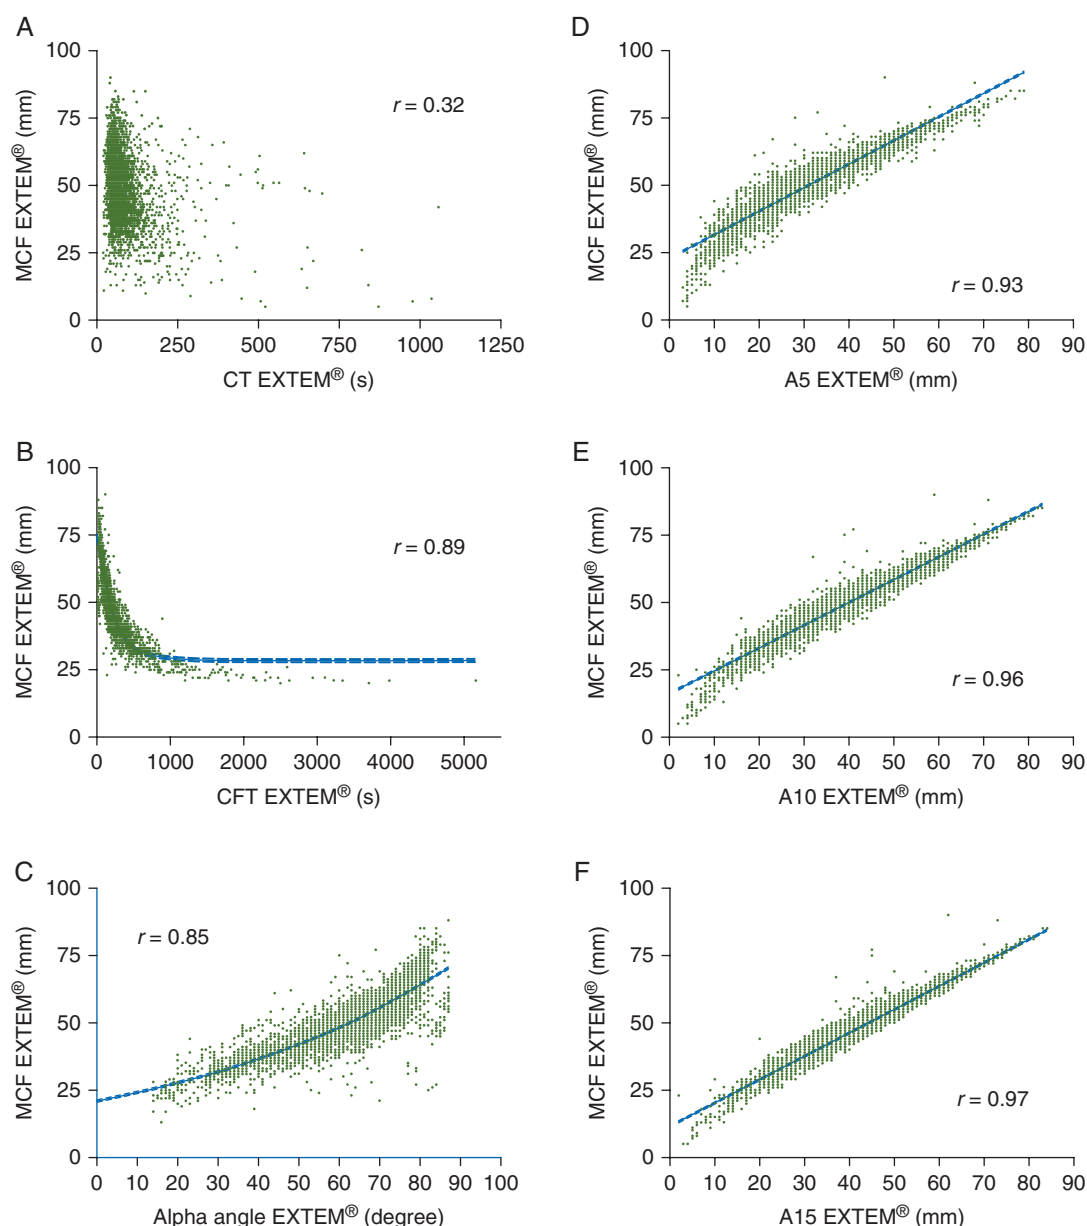 A
100
75
50
25
0
MCF EXTEM® (mm)
r = 0.32
0 250 500 750 1000 1250
CT EXTEM® (s)
D
100
75
50
25
0
MCF EXTEM® (mm)
r = 0.93
0 10 20 30 40 50 60 70 80 90
A5 EXTEM® (mm)
B
100
75
50
25
0
MCF EXTEM® (mm)
r = 0.89
0 1000 2000 3000 4000 5000
CFT EXTEM® (s)
E
100
75
50
25
0
MCF EXTEM® (mm)
r = 0.96
0 10 20 30 40 50 60 70 80 90
A10 EXTEM® (mm)
C
100
75
50
25
0
MCF EXTEM® (mm)
r = 0.85
0 10 20 30 40 50 60 70 80 90 100
Alpha angle EXTEM® (degree)
F
100
75
50
25
0
MCF EXTEM® (mm)
r = 0.97
0 10 20 30 40 50 60 70 80 90
A15 EXTEM® (mm)